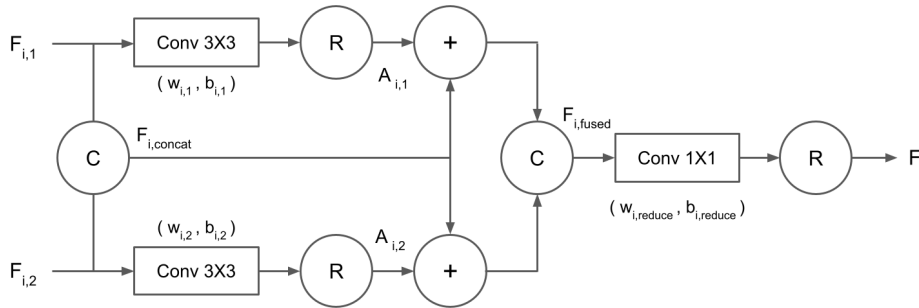 F i,1
Conv 3X3
R
+
A i,1
( w i,1 , b i,1 )
C
F i,concat
F i,fused
C
Conv 1X1
R
F
( w i,reduce , b i,reduce )
( w i,2 , b i,2 )
A i,2
F i,2
Conv 3X3
R
+